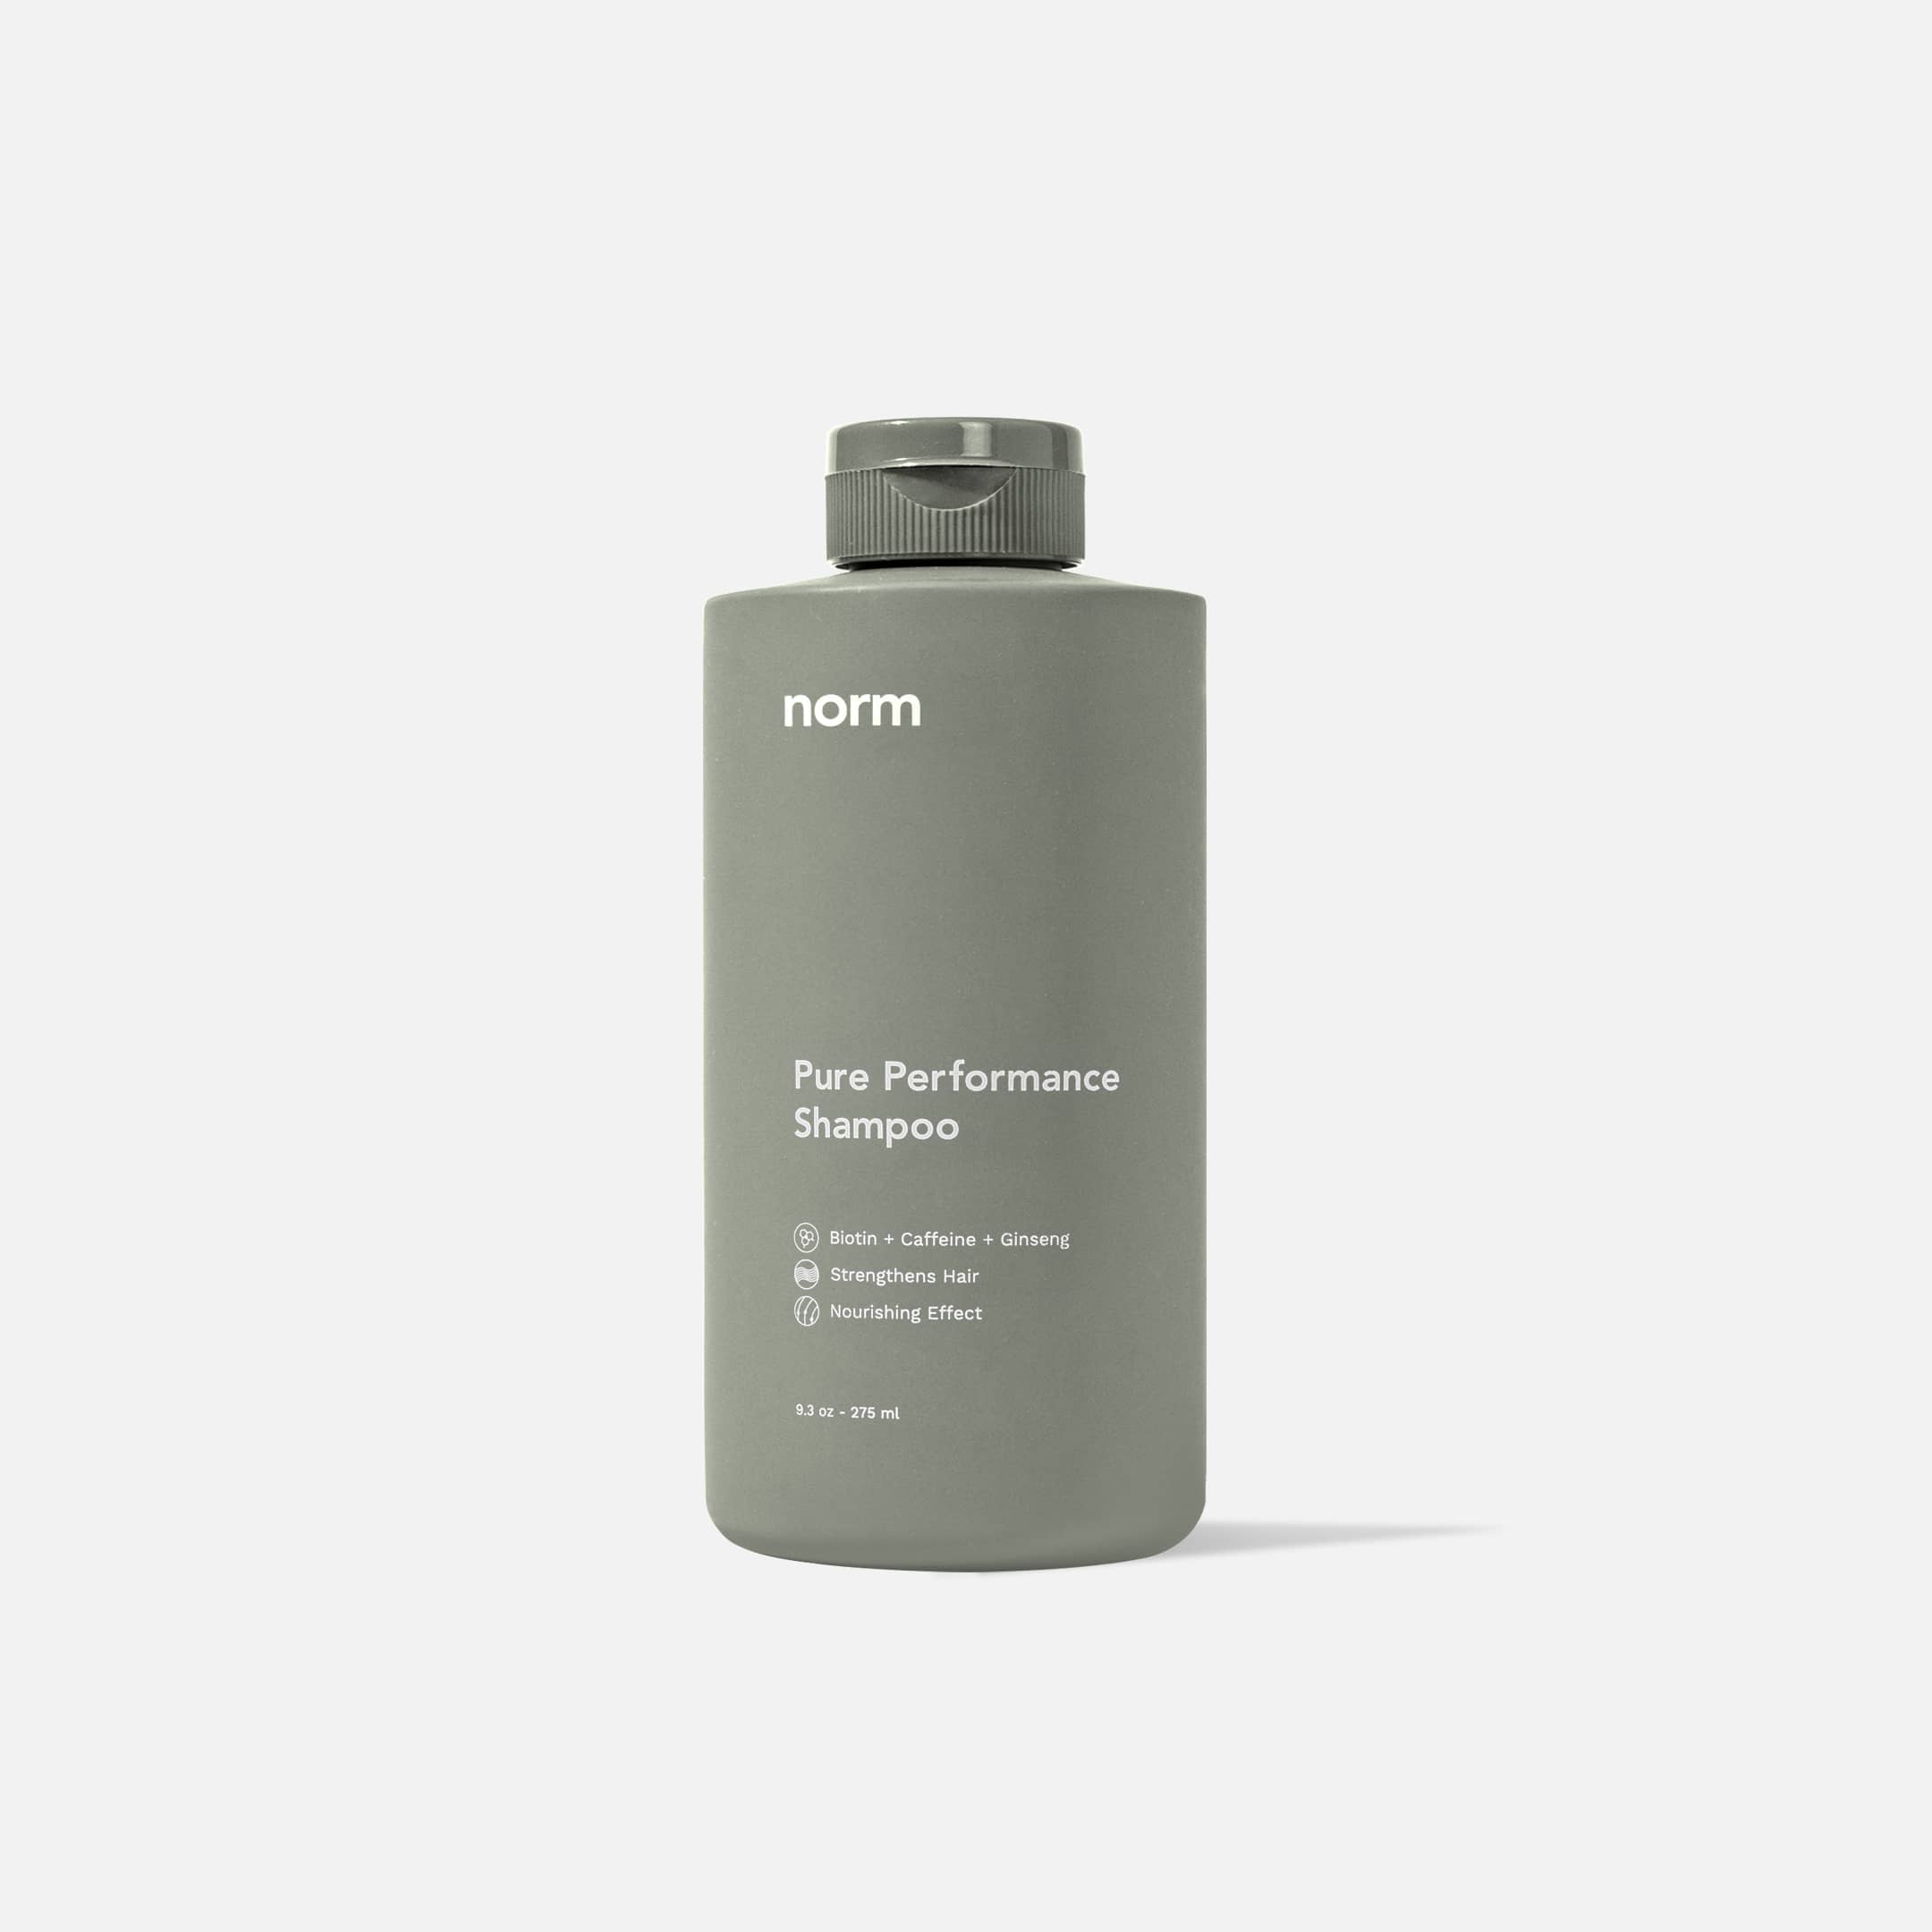 norm
Pure Performance
Shampoo
Biotin + Caffeine + Ginseng
Strengthens Hair
Nourishing Effect
9.3 oz - 275 ml